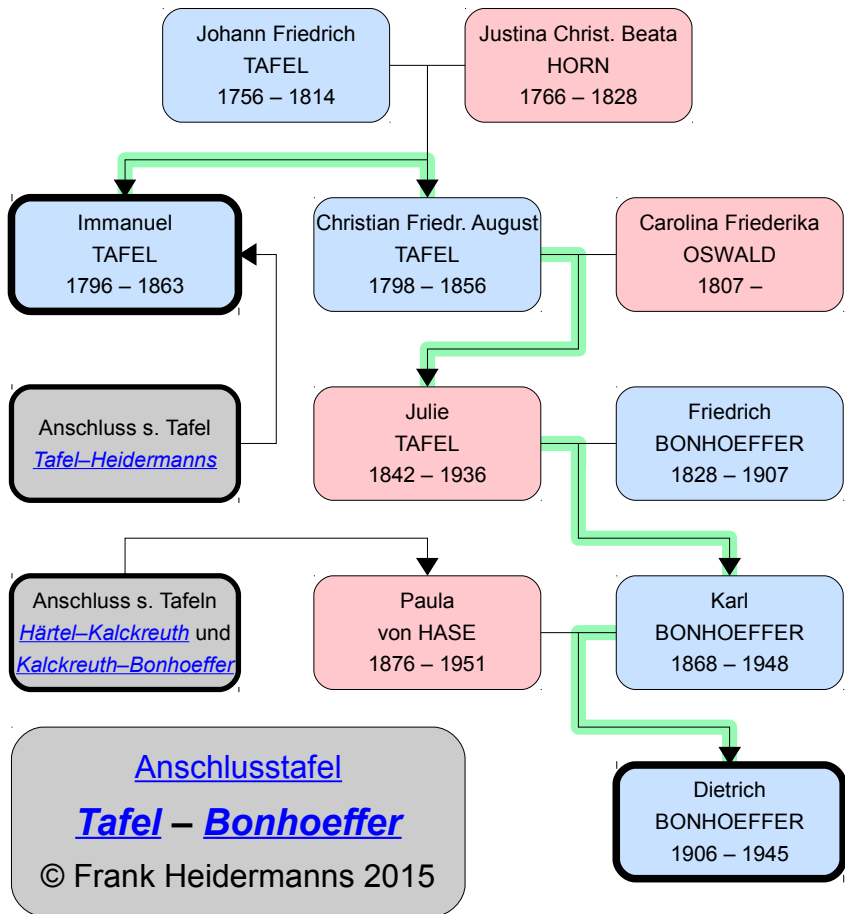 Johann Friedrich
TAFEL
1756 – 1814
Justina Christ. Beata
HORN
1766 – 1828
Immanuel
TAFEL
1796 – 1863
Christian Friedr. August
TAFEL
1798 – 1856
Carolina Friederika
OSWALD
1807 –
Anschluss s. Tafel
Tafel–Heidermanns
Julie
TAFEL
1842 – 1936
Friedrich
BONHOEFFER
1828 – 1907
Anschluss s. Tafeln
Härtel–Kalckreuth und
Kalckreuth–Bonhoeffer
Paula
von HASE
1876 – 1951
Karl
BONHOEFFER
1868 – 1948
Anschlusstafel
Tafel – Bonhoeffer
© Frank Heidermanns 2015
Dietrich
BONHOEFFER
1906 – 1945